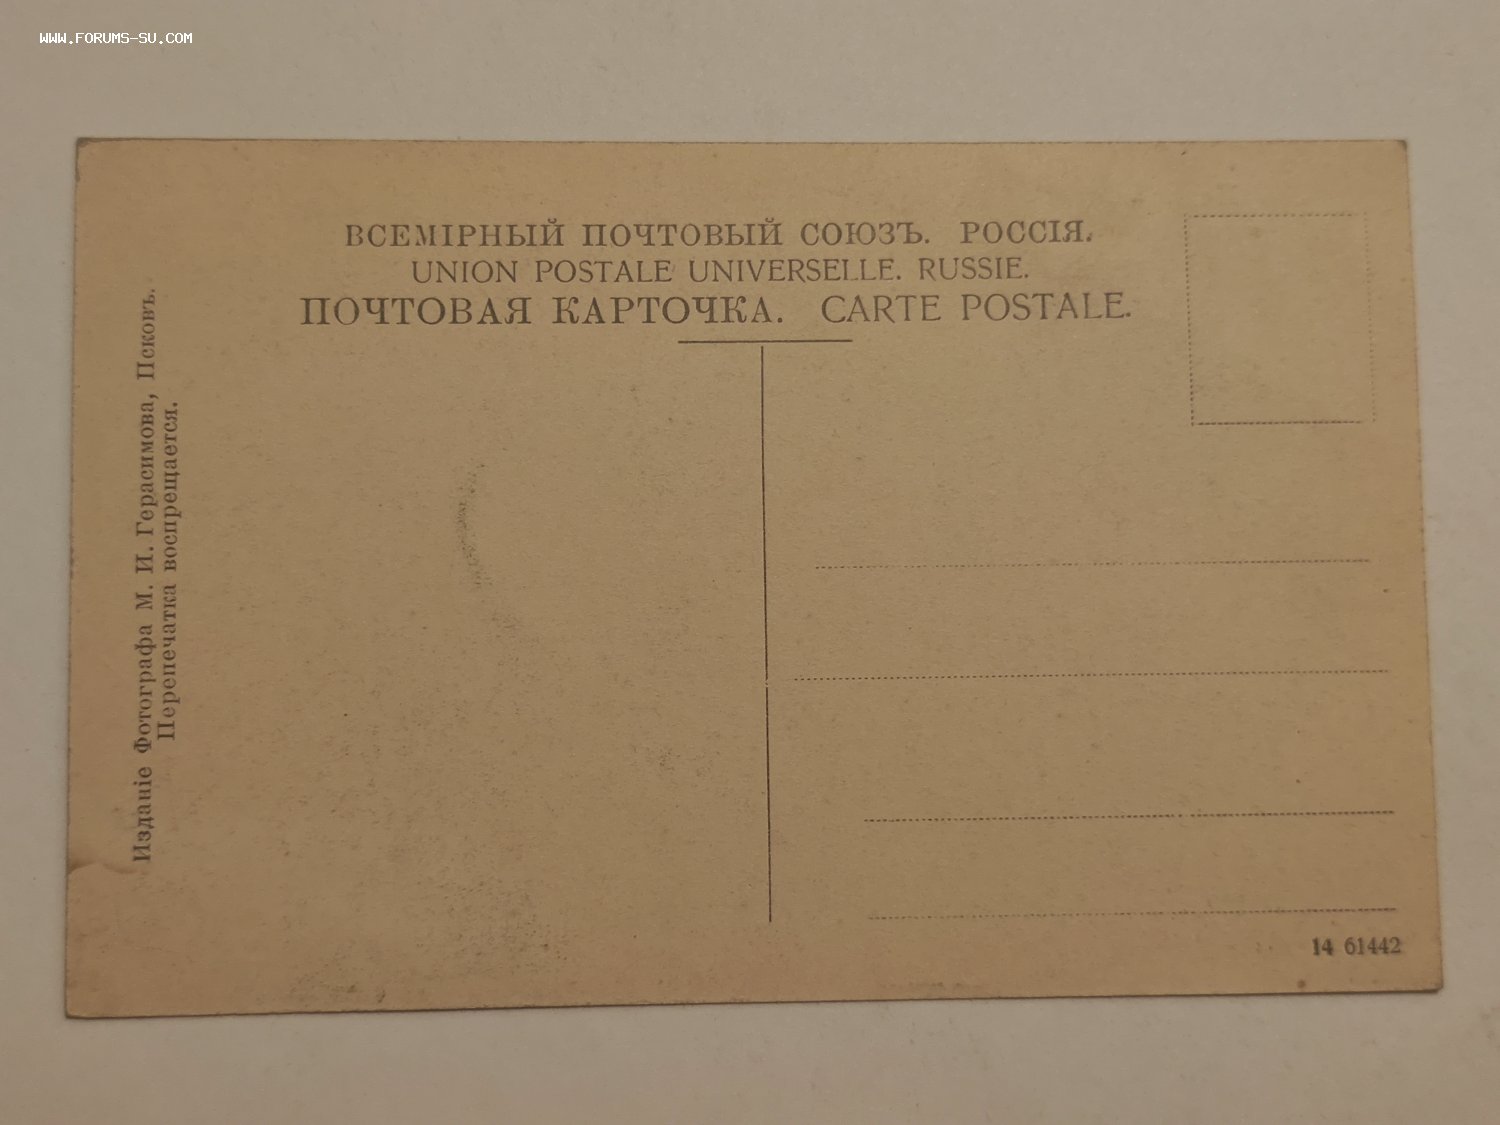 WWW.FORUMS-SU.COM
ВСЕМІРНЫЙ ПОЧТОВЫЙ СОЮЗЪ. РОССІЯ.
UNION POSTALE UNIVERSELLE. RUSSIE.
ПОЧТОВАЯ КАРТОЧКА. CARTE POSTALE.
Изданіе Фотографа М. И. Герасимова, Псковъ.
Перепечатка воспрещается.
14 61442